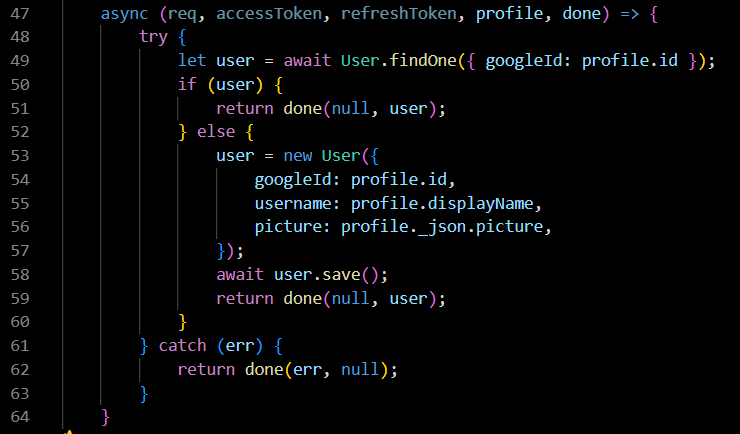 47 async (req, accessToken, refreshToken, profile, done) => {
48 try {
49 let user = await User.findOne({ googleId: profile.id });
50 if (user) {
51 return done(null, user);
52 } else {
53 user = new User({
54 googleId: profile.id,
55 username: profile.displayName,
56 picture: profile._json.picture,
57 });
58 await user.save();
59 return done(null, user);
60 }
61 } catch (err) {
62 return done(err, null);
63 }
64 }